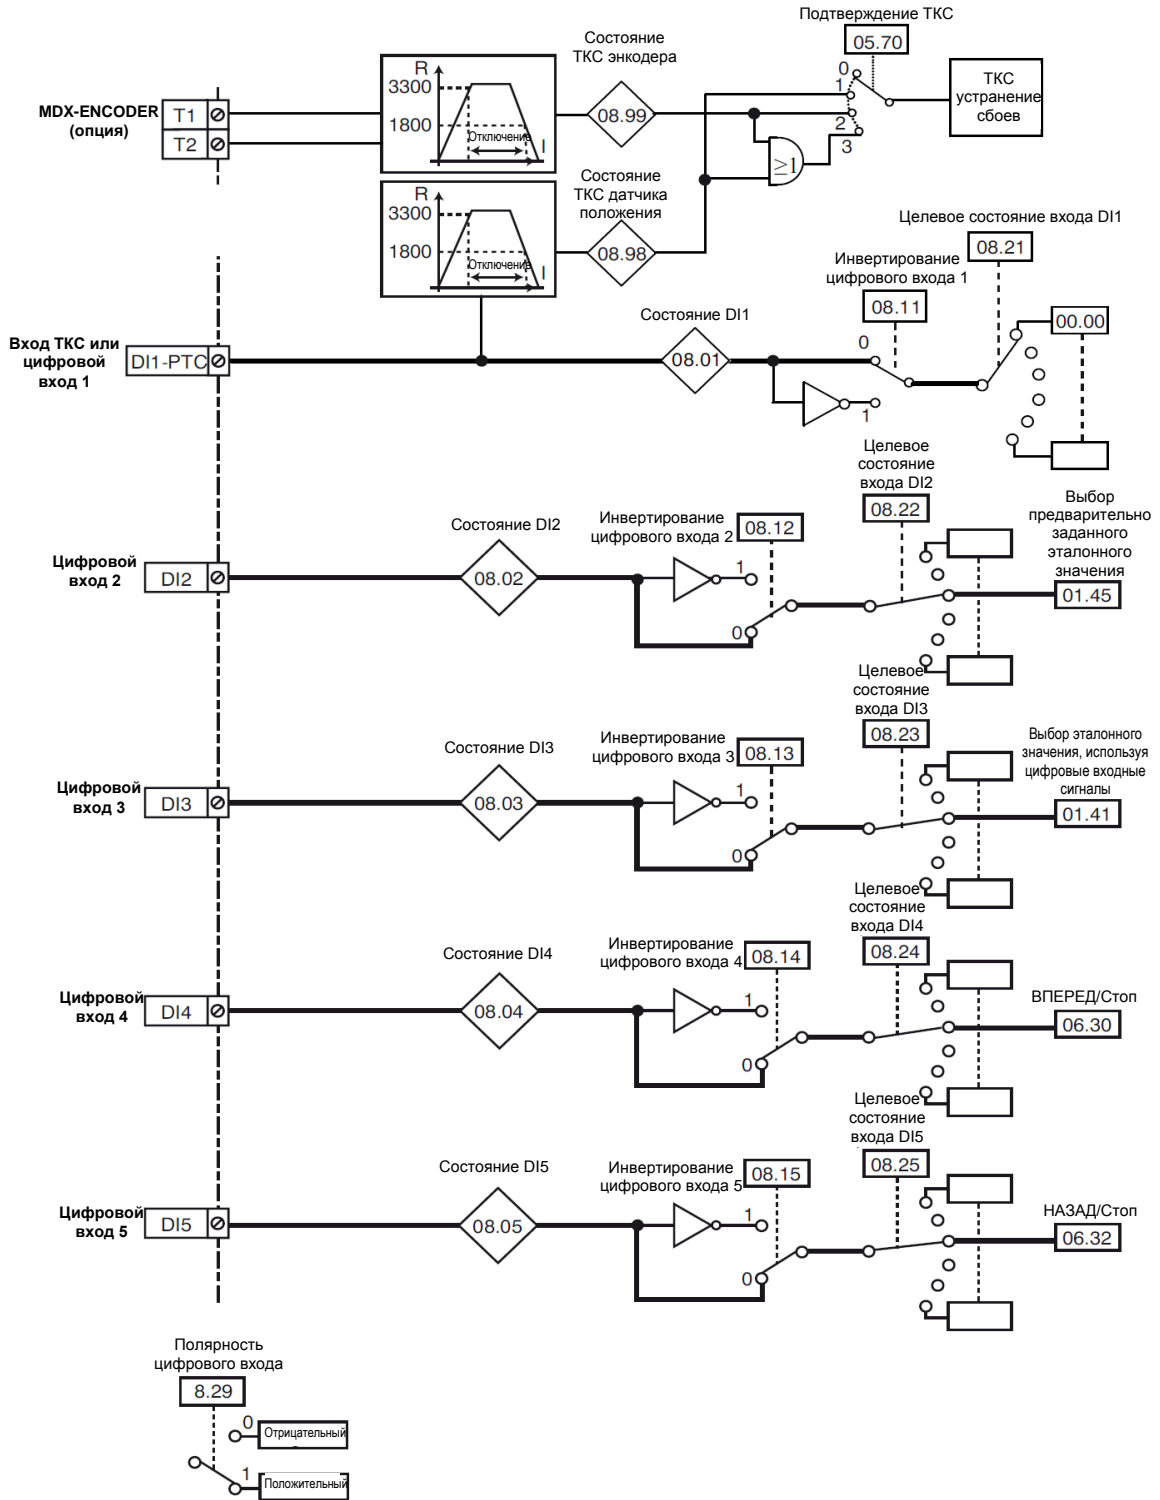 Подтверждение ТКС
05.70
Состояние
ТКС энкодера
R
3300
1800
Отключение
I
08.99
0
1
2
3
ТКС
устранение
сбоев
MDX-ENCODER
(опция)
T1
T2
≥1
Состояние
ТКС датчика
положения
R
3300
1800
Отключение
I
08.98
Целевое состояние входа DI1
08.21
Инвертирование
цифрового входа 1
08.11
00.00
Состояние DI1
Вход ТКС или
цифровой
вход 1
DI1-PTC
08.01
0
1
Целевое
состояние
входа DI2
08.22
Выбор
предварительно
заданного
эталонного
значения
01.45
Состояние DI2
Инвертирование
цифрового входа 2
08.12
Цифровой
вход 2
DI2
08.02
1
0
Целевое
состояние
входа DI3
08.23
Выбор эталонного
значения, используя
цифровые входные
сигналы
01.41
Состояние DI3
Инвертирование
цифрового входа 3
08.13
Цифровой
вход 3
DI3
08.03
1
0
Целевое
состояние
входа DI4
08.24
ВПЕРЕД/Стоп
06.30
Состояние DI4
Инвертирование
цифрового входа 4
08.14
Цифровой
вход 4
DI4
08.04
1
0
Целевое
состояние
входа DI5
08.25
НАЗАД/Стоп
06.32
Состояние DI5
Инвертирование
цифрового входа 5
08.15
Цифровой
вход 5
DI5
08.05
1
0
Полярность
цифрового входа
8.29
0
Отрицательный
1
Положительный